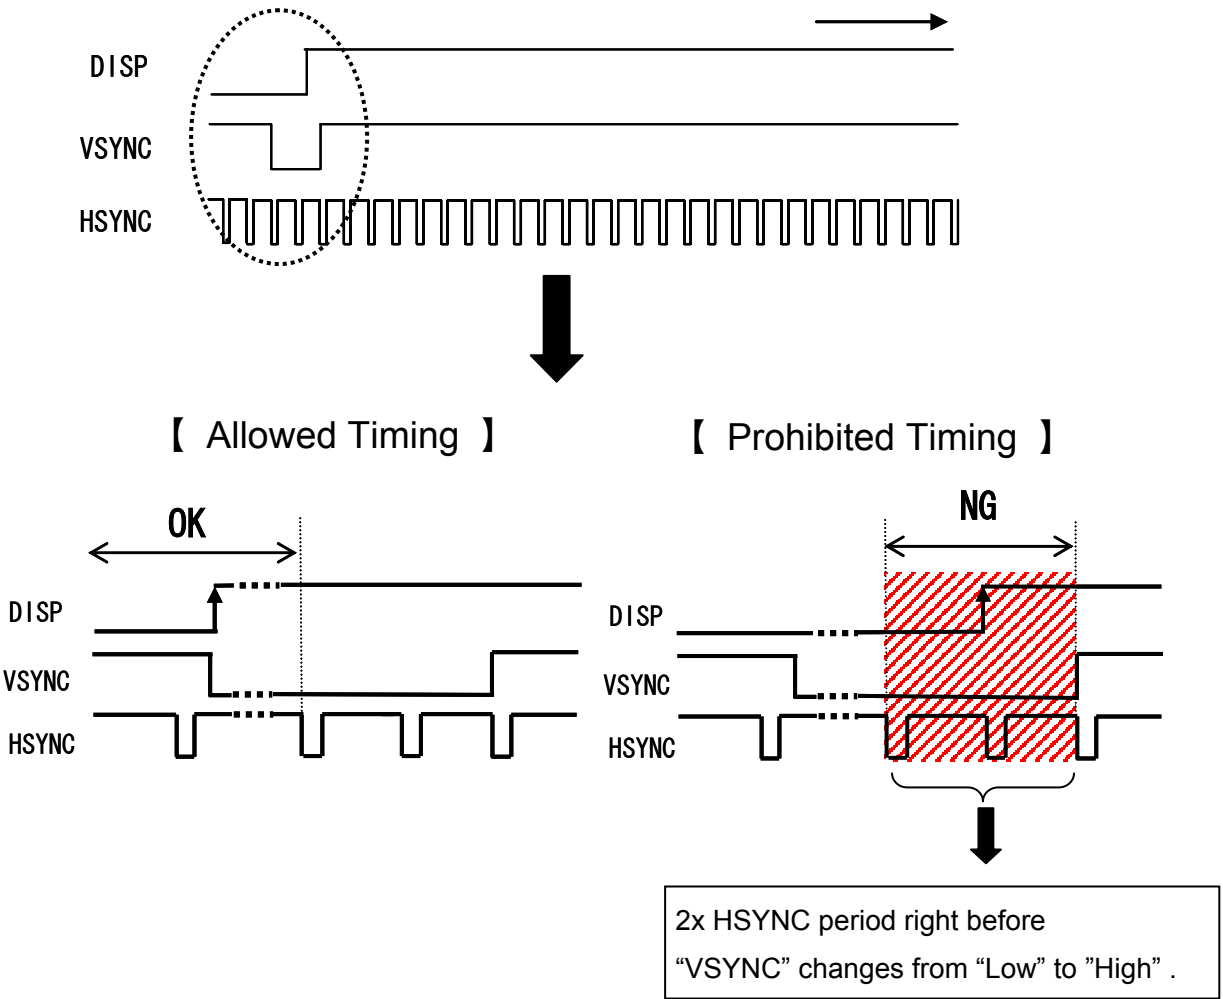 DISP
VSYNC
HSYNC
【 Allowed Timing 】
【 Prohibited Timing 】
OK
DISP
VSYNC
HSYNC
NG
DISP
VSYNC
HSYNC
2x HSYNC period right before
“VSYNC” changes from “Low” to ”High” .